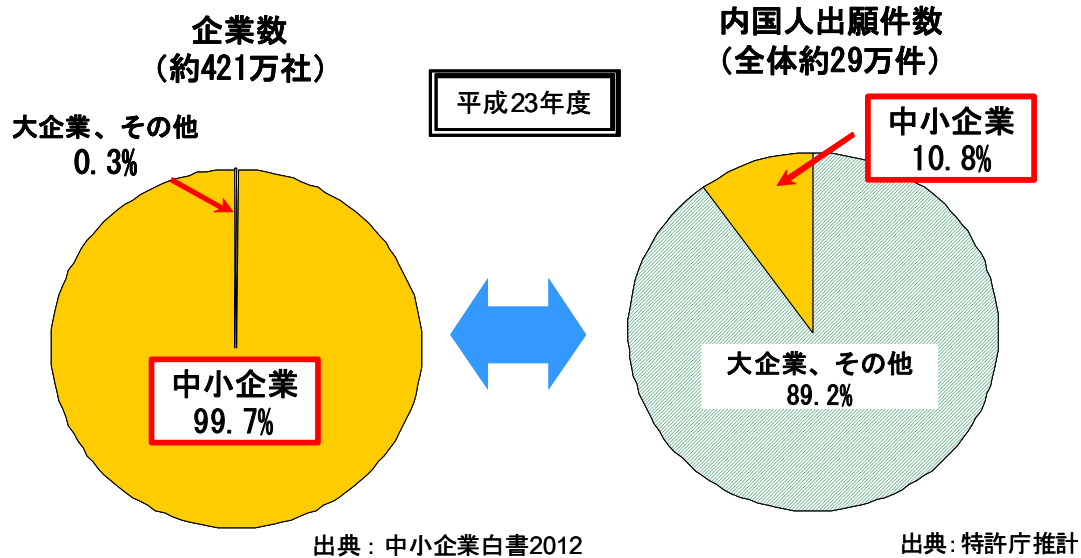 企業数
（約421万社）
内国人出願件数
（全体約29万件）
平成23年度
大企業、その他
0.3%
中小企業
99.7%
中小企業
10.8%
大企業、その他
89.2%
出典：中小企業白書2012
出典：特許庁推計